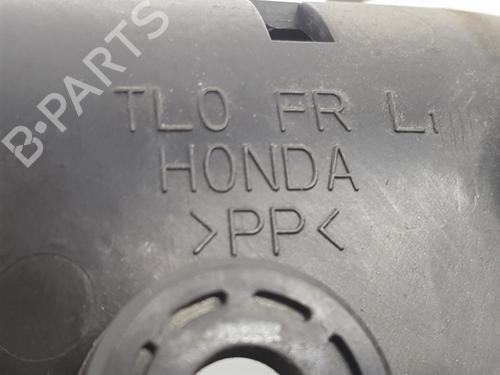 B-PARTS
TL0 FR L
HONDA
>PP<